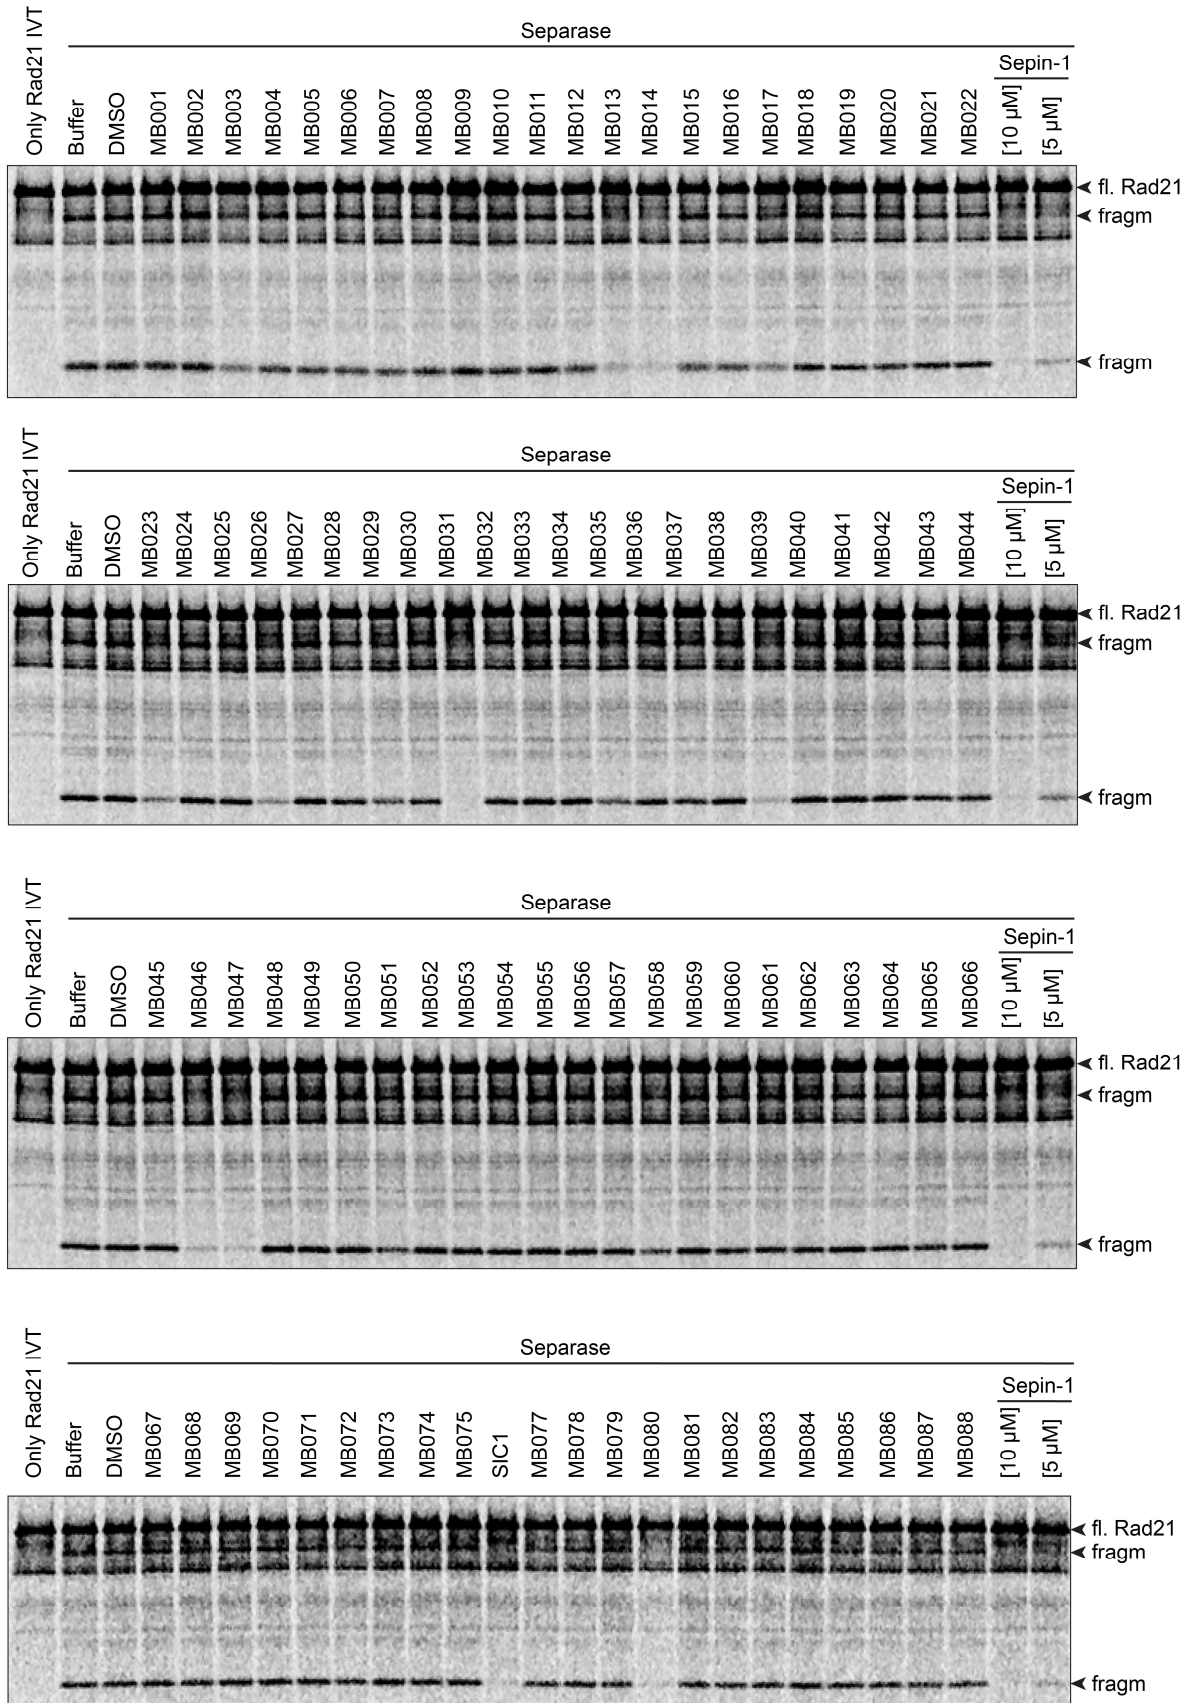 Separase
Sepin-1
Only Rad21 IVT Buffer DMSO MB001 MB002 MB003 MB004 MB005 MB006 MB007 MB008 MB009 MB010 MB011 MB012 MB013 MB014 MB015 MB016 MB017 MB018 MB019 MB020 MB021 MB022 [10 µM] [5 µM]
fl. Rad21
fragm
fragm
Separase
Sepin-1
Only Rad21 IVT Buffer DMSO MB023 MB024 MB025 MB026 MB027 MB028 MB029 MB030 MB031 MB032 MB033 MB034 MB035 MB036 MB037 MB038 MB039 MB040 MB041 MB042 MB043 MB044 [10 µM] [5 µM]
fl. Rad21
fragm
fragm
Separase
Sepin-1
Only Rad21 IVT Buffer DMSO MB045 MB046 MB047 MB048 MB049 MB050 MB051 MB052 MB053 MB054 MB055 MB056 MB057 MB058 MB059 MB060 MB061 MB062 MB063 MB064 MB065 MB066 [10 µM] [5 µM]
fl. Rad21
fragm
fragm
Separase
Sepin-1
Only Rad21 IVT Buffer DMSO MB067 MB068 MB069 MB070 MB071 MB072 MB073 MB074 MB075 SIC1 MB077 MB078 MB079 MB080 MB081 MB082 MB083 MB084 MB085 MB086 MB087 MB088 [10 µM] [5 µM]
fl. Rad21
fragm
fragm